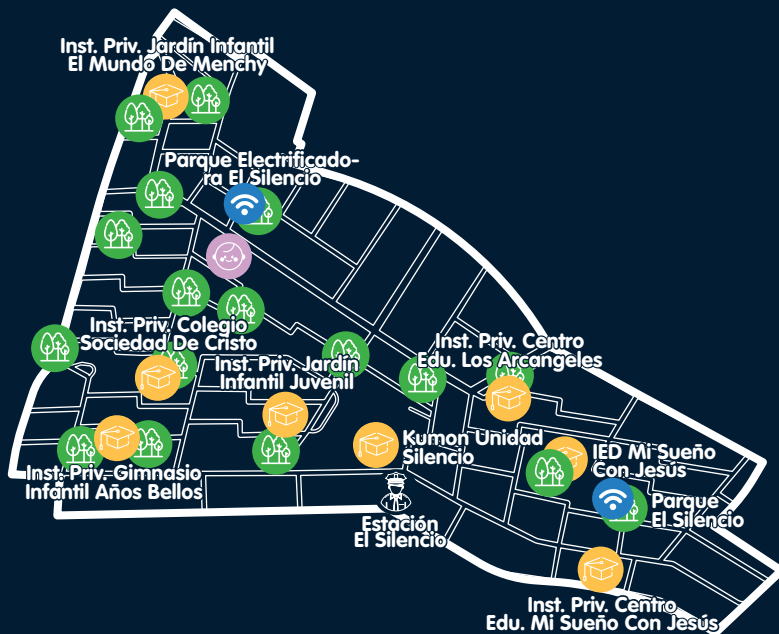 Inst. Priv. Jardín Infantil
El Mundo De Menchy
Parque Electrificado-
ra El Silencio
Inst. Priv. Colegio
Sociedad De Cristo
Inst. Priv. Jardín
Infantil Juvenil
Inst. Priv. Centro
Edu. Los Arcangeles
Kumon Unidad
Silencio
IED Mi Sueño
Con Jesús
Inst. Priv. Gimnasio
Infantil Años Bellos
Parque
El Silencio
Estación
El Silencio
Inst. Priv. Centro
Edu. Mi Sueño Con Jesús